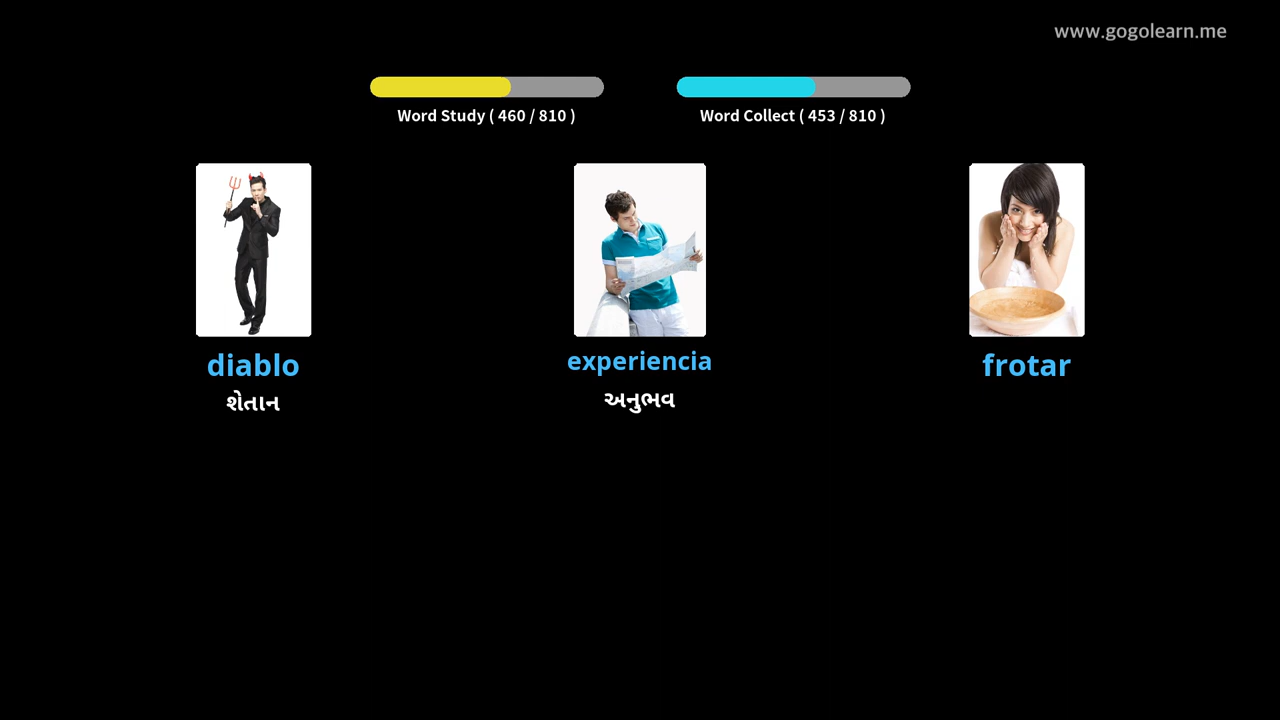 www.gogolearn.me
Word Study ( 460 / 810 )
Word Collect ( 453 / 810 )
diablo
શેતાન
experiencia
અનુભવ
frotar